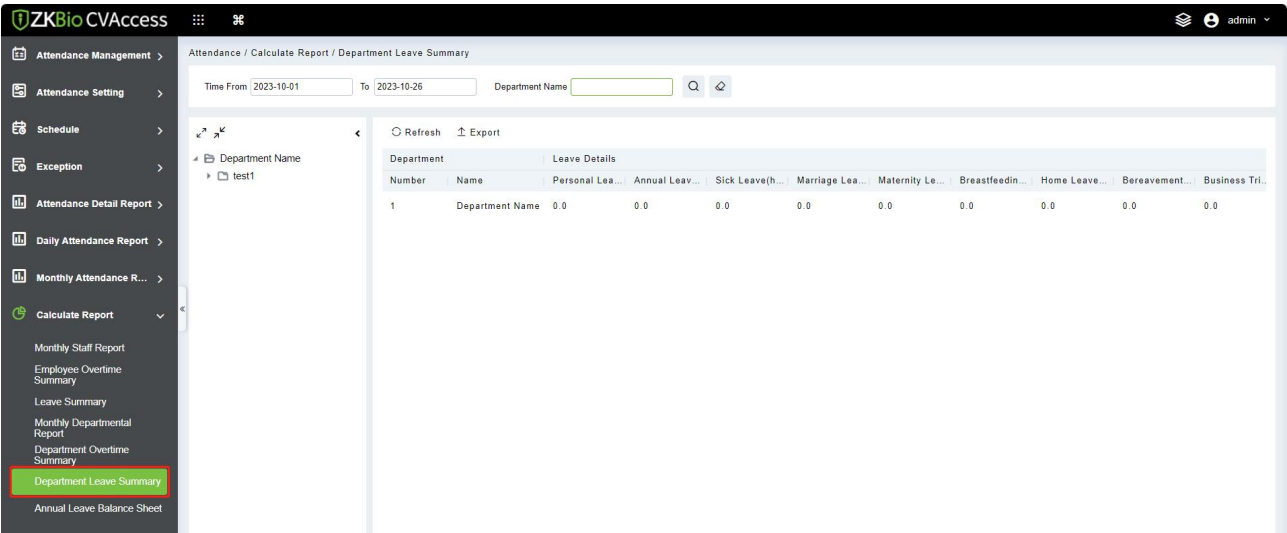 ZKBio CVAccess
admin
Attendance Management
Attendance Setting
Schedule
Exception
Attendance Detail Report
Daily Attendance Report
Monthly Attendance R...
Calculate Report
Monthly Staff Report
Employee Overtime
Summary
Leave Summary
Monthly Departmental
Report
Department Overtime
Summary
Department Leave Summary
Annual Leave Balance Sheet
Attendance / Calculate Report / Department Leave Summary
Time From 2023-10-01 To 2023-10-26 Department Name
Department Name
test1
Refresh Export
Department Leave Details
Number Name Personal Lea... Annual Leav... Sick Leave(h... Marriage Lea... Maternity Le... Breastfeedin... Home Leave... Bereavement... Business Tri...
1 Department Name 0.0 0.0 0.0 0.0 0.0 0.0 0.0 0.0 0.0